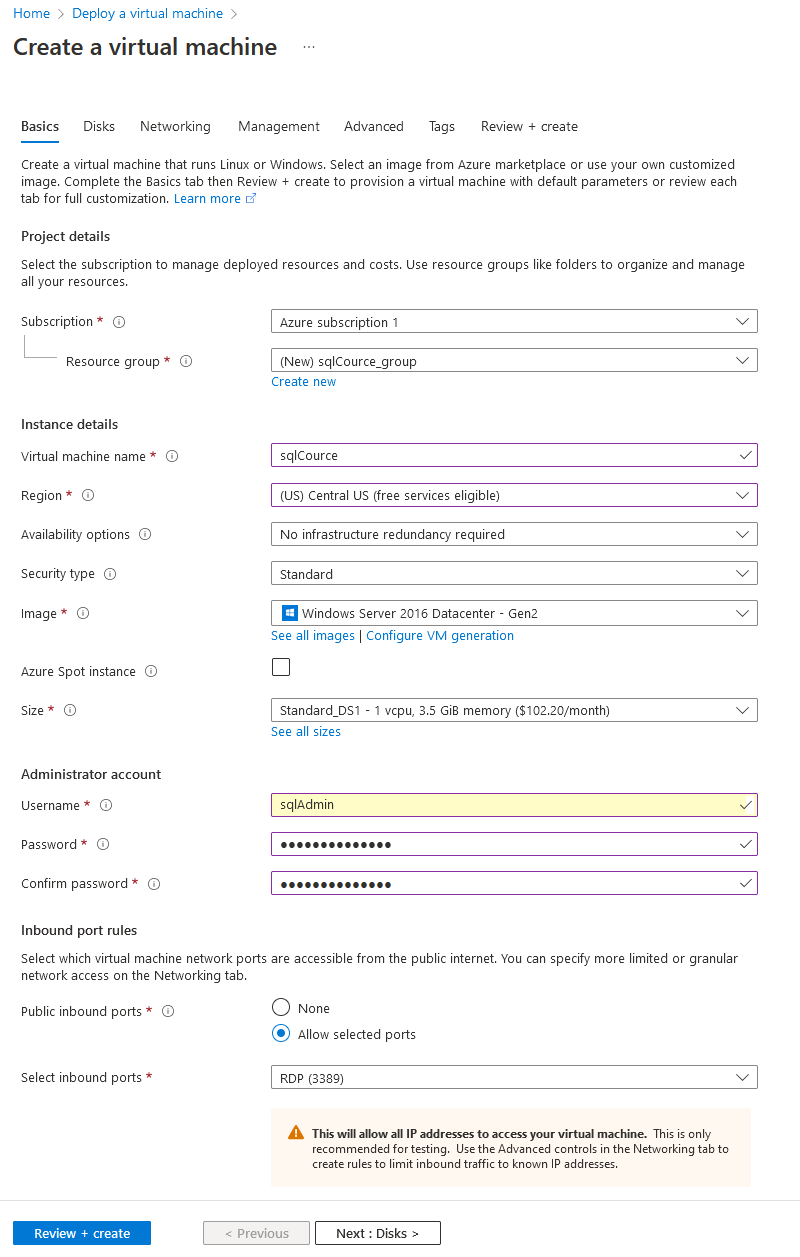 Home > Deploy a virtual machine >
Create a virtual machine ...
Basics Disks Networking Management Advanced Tags Review + create
Create a virtual machine that runs Linux or Windows. Select an image from Azure marketplace or use your own customized
image. Complete the Basics tab then Review + create to provision a virtual machine with default parameters or review each
tab for full customization. Learn more
Project details
Select the subscription to manage deployed resources and costs. Use resource groups like folders to organize and manage
all your resources.
Subscription * Azure subscription 1
Resource group * (New) sqlCource_group
Create new
Instance details
Virtual machine name * sqlCource
Region * (US) Central US (free services eligible)
Availability options No infrastructure redundancy required
Security type Standard
Image * Windows Server 2016 Datacenter - Gen2
See all images | Configure VM generation
Azure Spot instance
Size * Standard_DS1 - 1 vcpu, 3.5 GiB memory ($102.20/month)
See all sizes
Administrator account
Username * sqlAdmin
Password * ••••••••••••••
Confirm password * ••••••••••••••
Inbound port rules
Select which virtual machine network ports are accessible from the public internet. You can specify more limited or granular
network access on the Networking tab.
Public inbound ports * None
Allow selected ports
Select inbound ports * RDP (3389)
This will allow all IP addresses to access your virtual machine. This is only
recommended for testing. Use the Advanced controls in the Networking tab to
create rules to limit inbound traffic to known IP addresses.
Review + create < Previous Next : Disks >